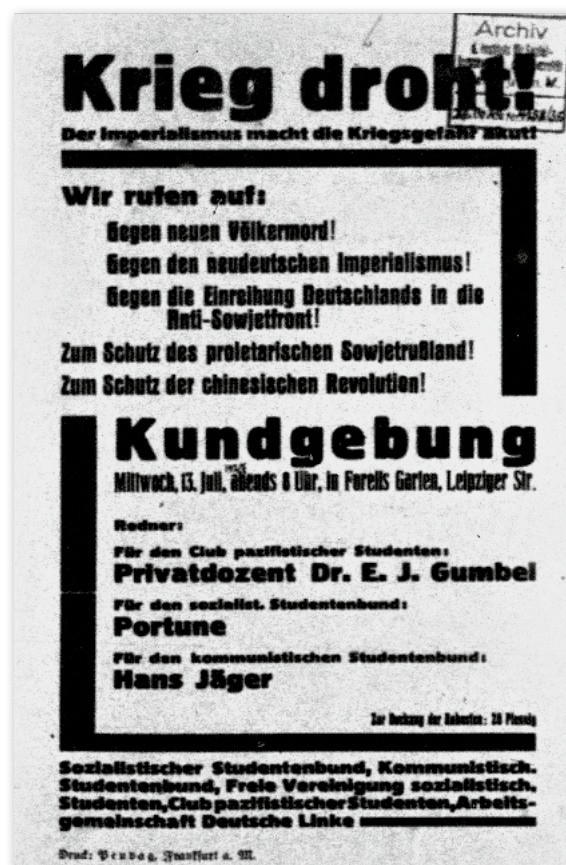 Archiv
Krieg droht!
Der Imperialismus macht die Kriegsgefahr akut!
Wir rufen auf:
Gegen neuen Völkermord!
Gegen den neudeutschen Imperialismus!
Gegen die Einreihung Deutschlands in die
Anti-Sowjetfront!
Zum Schutz des proletarischen Sowjetrußland!
Zum Schutz der chinesischen Revolution!
Kundgebung
Mittwoch, 13. Juli, abends 8 Uhr, in Forells Garten, Leipziger Str.
Redner:
Für den Club pazifistischer Studenten:
Privatdozent Dr. E. J. Gumbel
Für den sozialist. Studentenbund:
Portune
Für den kommunistischen Studentenbund:
Hans Jäger
Zur Deckung der Unkosten: 20 Pfennig
Sozialistischer Studentenbund, Kommunistisch.
Studentenbund, Freie Vereinigung sozialistisch.
Studenten, Club pazifistischer Studenten, Arbeits-
gemeinschaft Deutsche Linke
Druck: Peuvag, Frankfurt a. M.